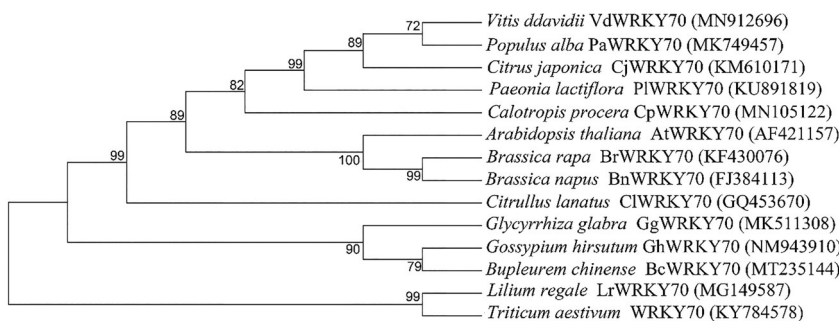 72
Vitis ddavidii VdWRKY70 (MN912696)
89
Populus alba PaWRKY70 (MK749457)
99
Citrus japonica CjWRKY70 (KM610171)
82
Paeonia lactiflora PlWRKY70 (KU891819)
89
Calotropis procera CpWRKY70 (MN105122)
Arabidopsis thaliana AtWRKY70 (AF421157)
99
100
Brassica rapa BrWRKY70 (KF430076)
99
Brassica napus BnWRKY70 (FJ384113)
Citrullus lanatus ClWRKY70 (GQ453670)
Glycyrrhiza glabra GgWRKY70 (MK511308)
90
Gossypium hirsutum GhWRKY70 (NM943910)
79
Bupleurem chinense BcWRKY70 (MT235144)
99
Lilium regale LrWRKY70 (MG149587)
Triticum aestivum WRKY70 (KY784578)